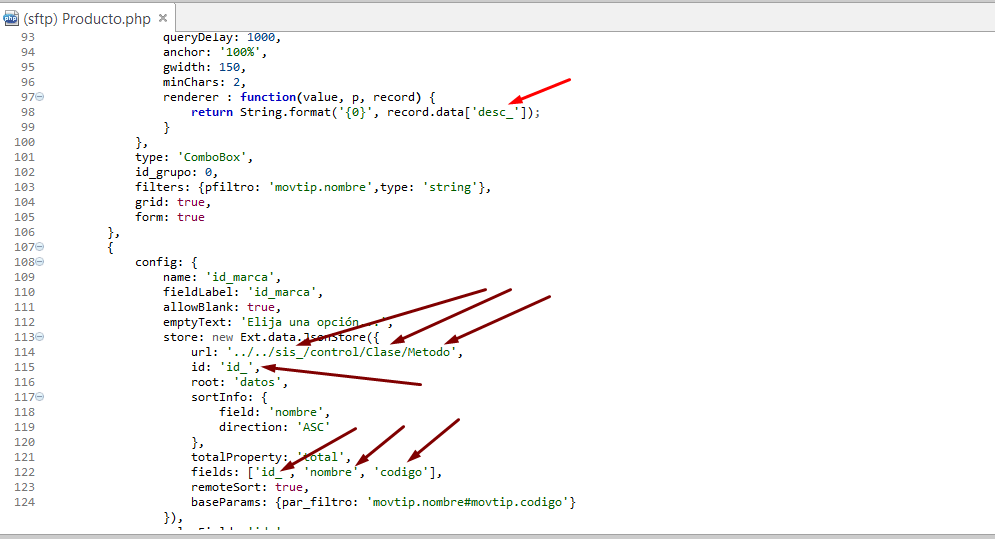 (sftp) Producto.php
93 queryDelay: 1000,
94 anchor: '100%',
95 gwidth: 150,
96 minChars: 2,
97 renderer : function(value, p, record) {
98 return String.format('{0}', record.data['desc_']);
99 }
100 },
101 type: 'ComboBox',
102 id_grupo: 0,
103 filters: {pfiltro: 'movtip.nombre',type: 'string'},
104 grid: true,
105 form: true
106 },
107 {
108 config: {
109 name: 'id_marca',
110 fieldLabel: 'id_marca',
111 allowBlank: true,
112 emptyText: 'Elija una opción...',
113 store: new Ext.data.JsonStore({
114 url: '../../sis_/control/Clase/Metodo',
115 id: 'id_',
116 root: 'datos',
117 sortInfo: {
118 field: 'nombre',
119 direction: 'ASC'
120 },
121 totalProperty: 'total',
122 fields: ['id_', 'nombre', 'codigo'],
123 remoteSort: true,
124 baseParams: {par_filtro: 'movtip.nombre#movtip.codigo'}
}),